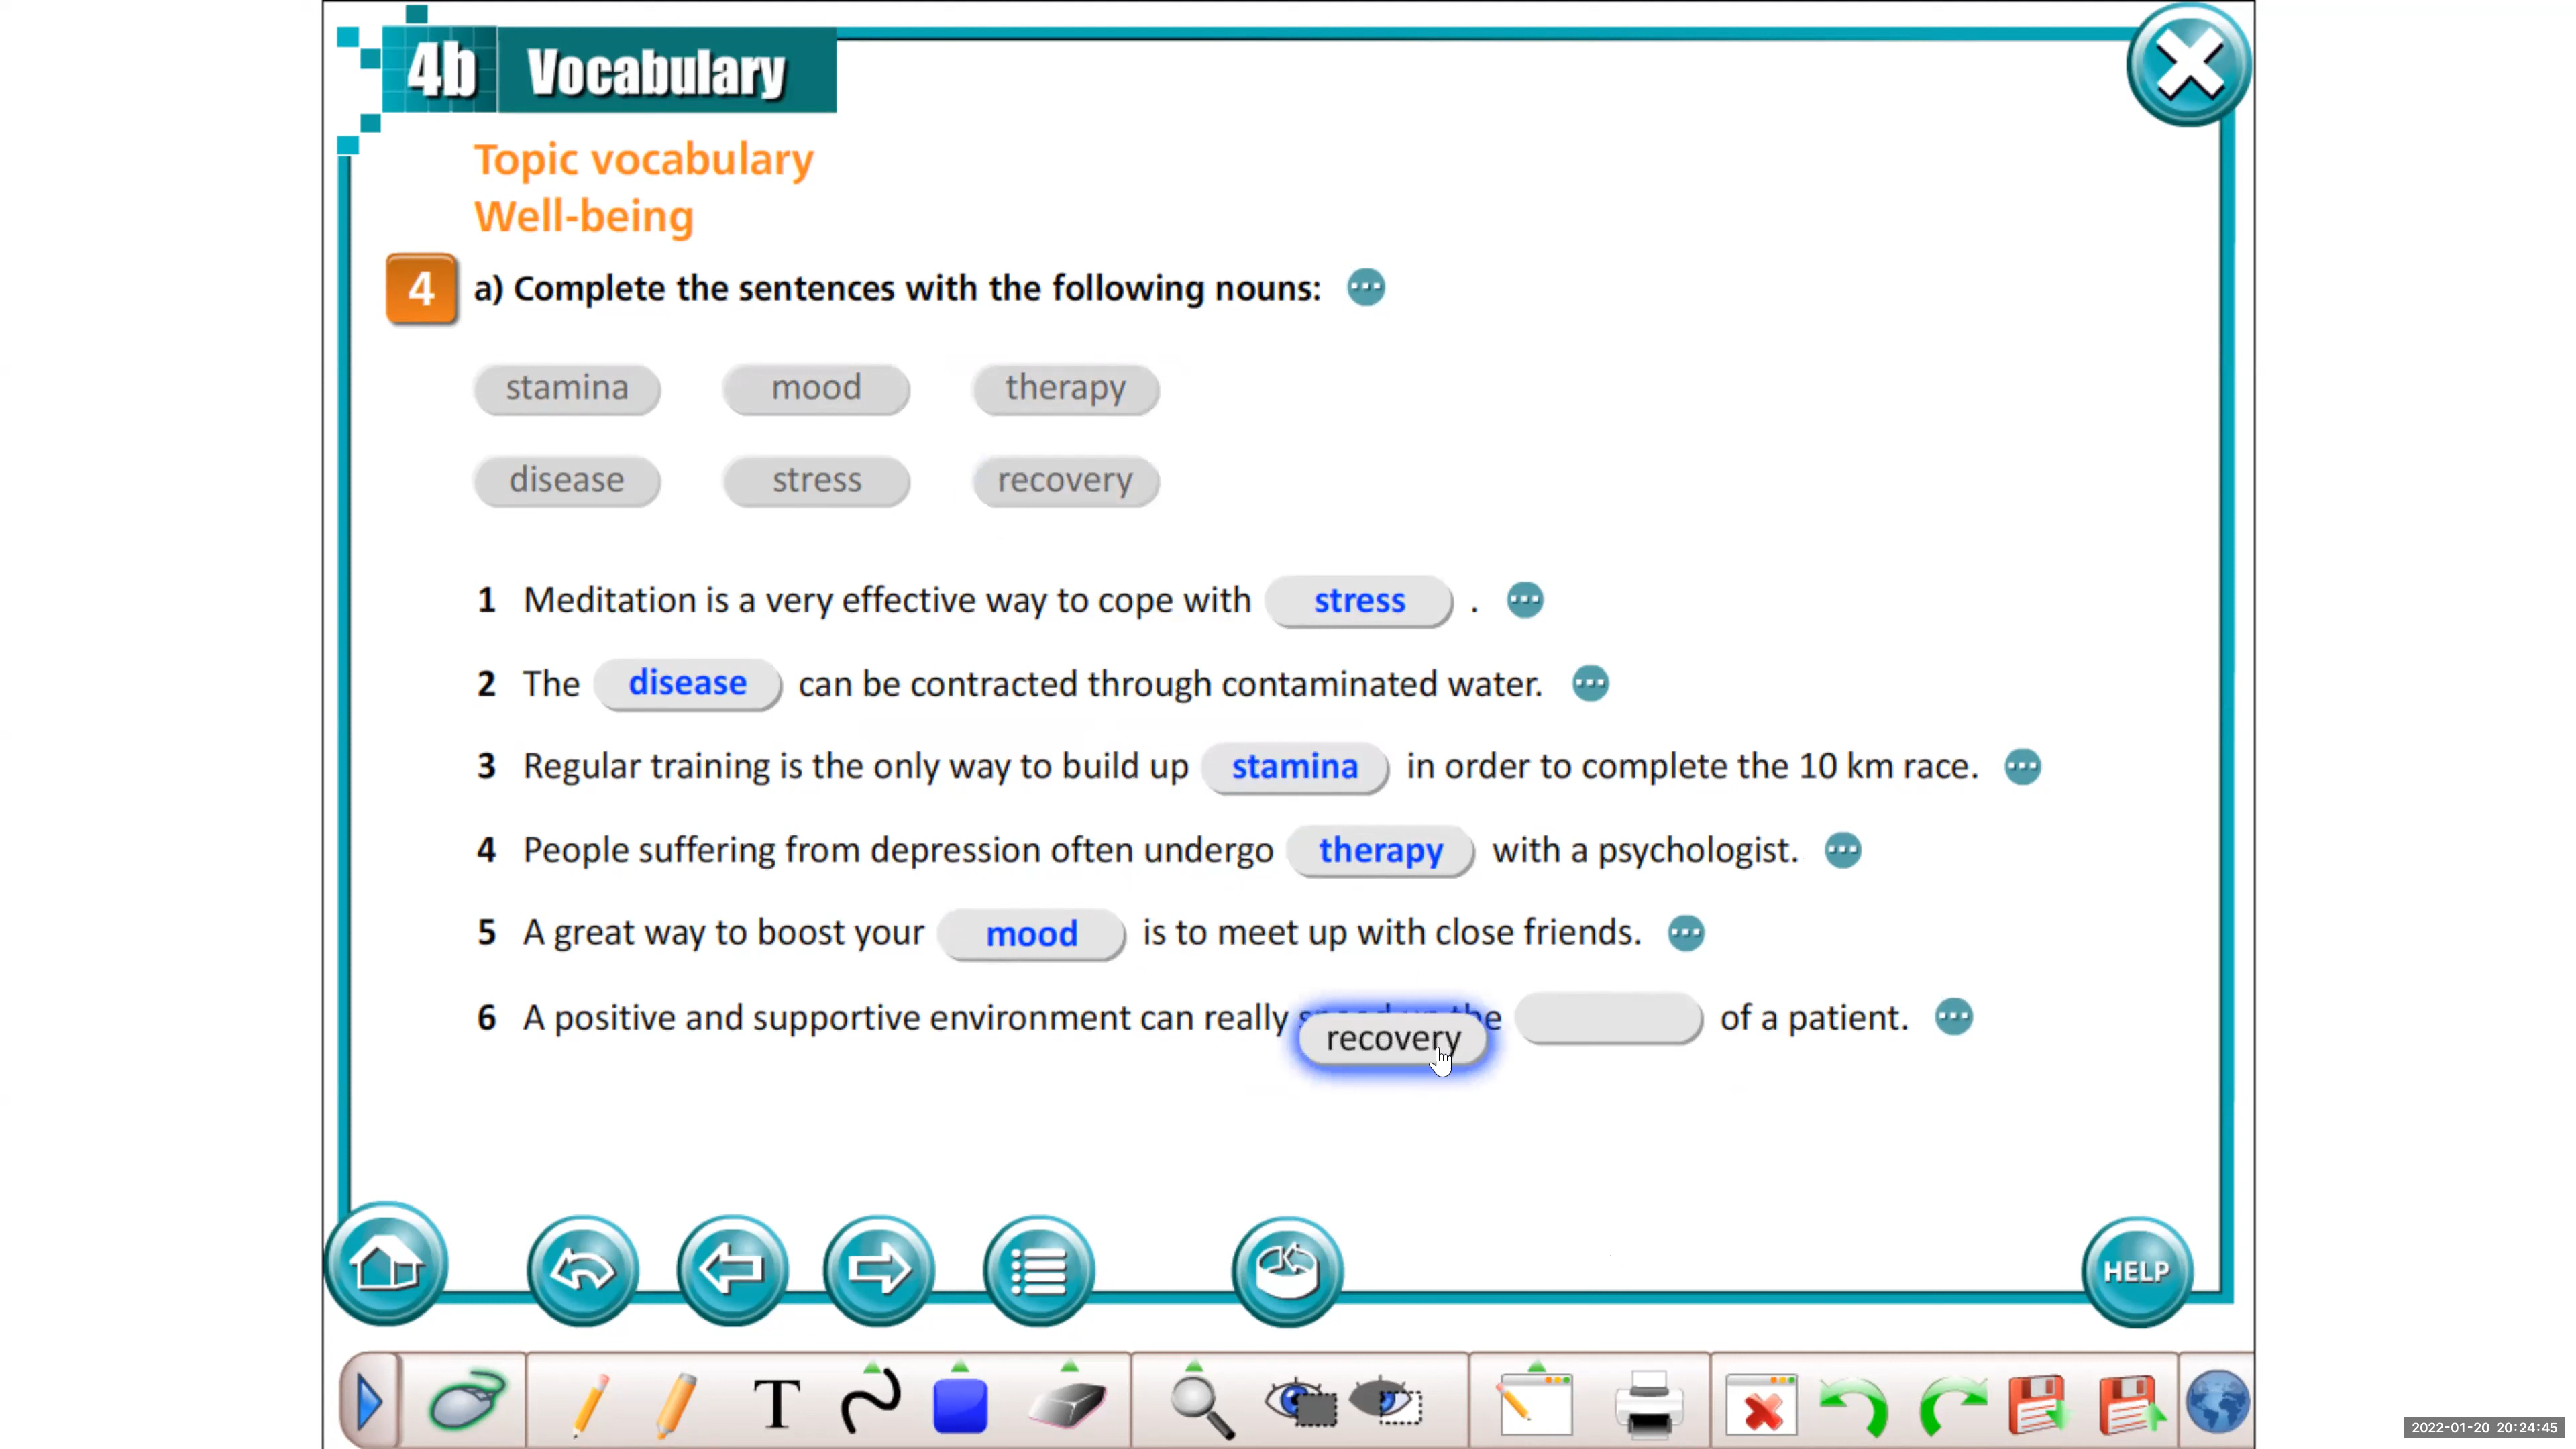 4b Vocabulary
Topic vocabulary
Well-being
4 a) Complete the sentences with the following nouns:
stamina mood therapy
disease stress recovery
1 Meditation is a very effective way to cope with stress .
2 The disease can be contracted through contaminated water.
3 Regular training is the only way to build up stamina in order to complete the 10 km race.
4 People suffering from depression often undergo therapy with a psychologist.
5 A great way to boost your mood is to meet up with close friends.
6 A positive and supportive environment can really speed up the of a patient.
recovery
HELP
T
2022-01-20 20:24:45